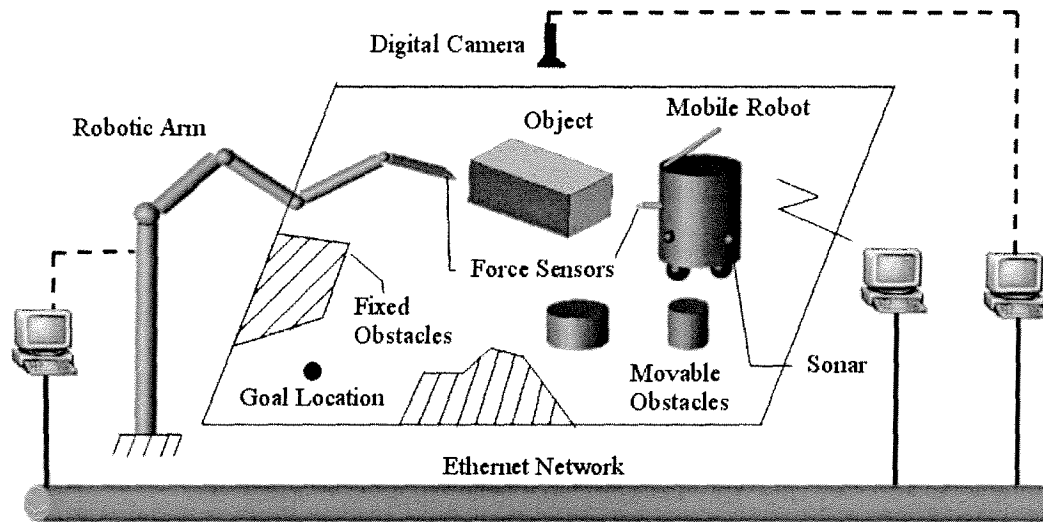 Digital Camera
Robotic Arm
Object
Mobile Robot
Force Sensors
Fixed
Obstacles
Goal Location
Movable
Obstacles
Sonar
Ethernet Network